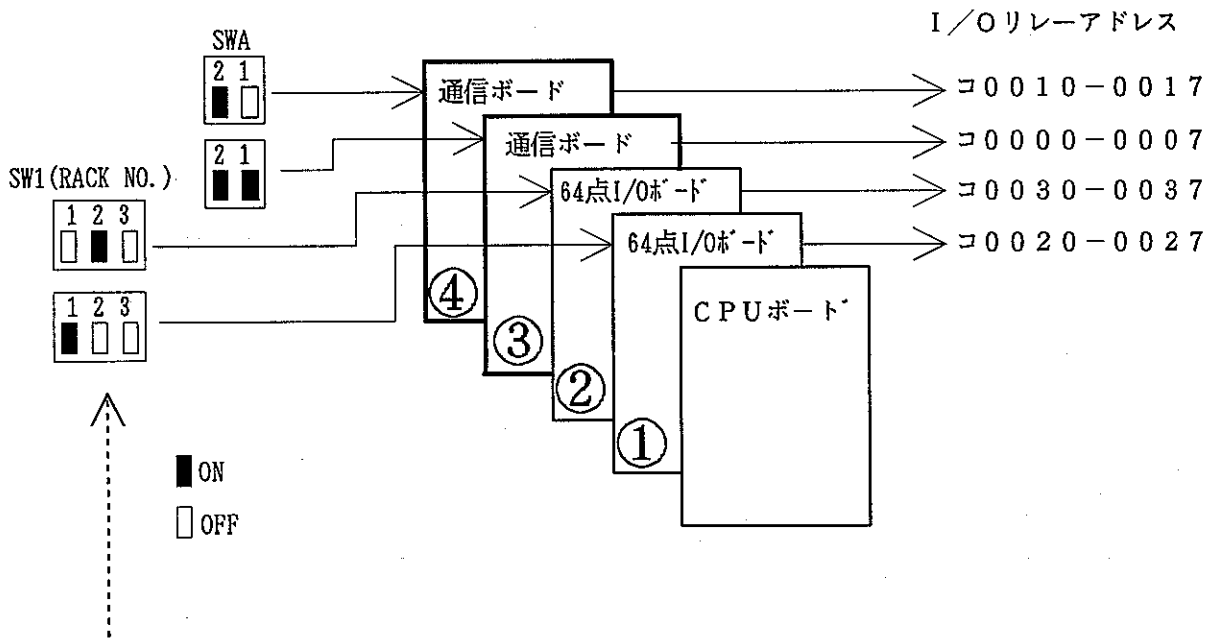 I/Oリレーアドレス
SWA
2 1
通信ボード
コ0010-0017
2 1
通信ボード
コ0000-0007
SW1(RACK NO.)
1 2 3
64点I/Oボード
コ0030-0037
1 2 3
64点I/Oボード
コ0020-0027
CPUボード
④
③
②
①
ON
OFF